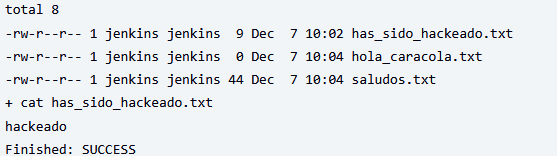 total 8
-rw-r--r-- 1 jenkins jenkins  9 Dec  7 10:02 has_sido_hackeado.txt
-rw-r--r-- 1 jenkins jenkins  0 Dec  7 10:04 hola_caracola.txt
-rw-r--r-- 1 jenkins jenkins 44 Dec  7 10:04 saludos.txt
+ cat has_sido_hackeado.txt
hackeado
Finished: SUCCESS